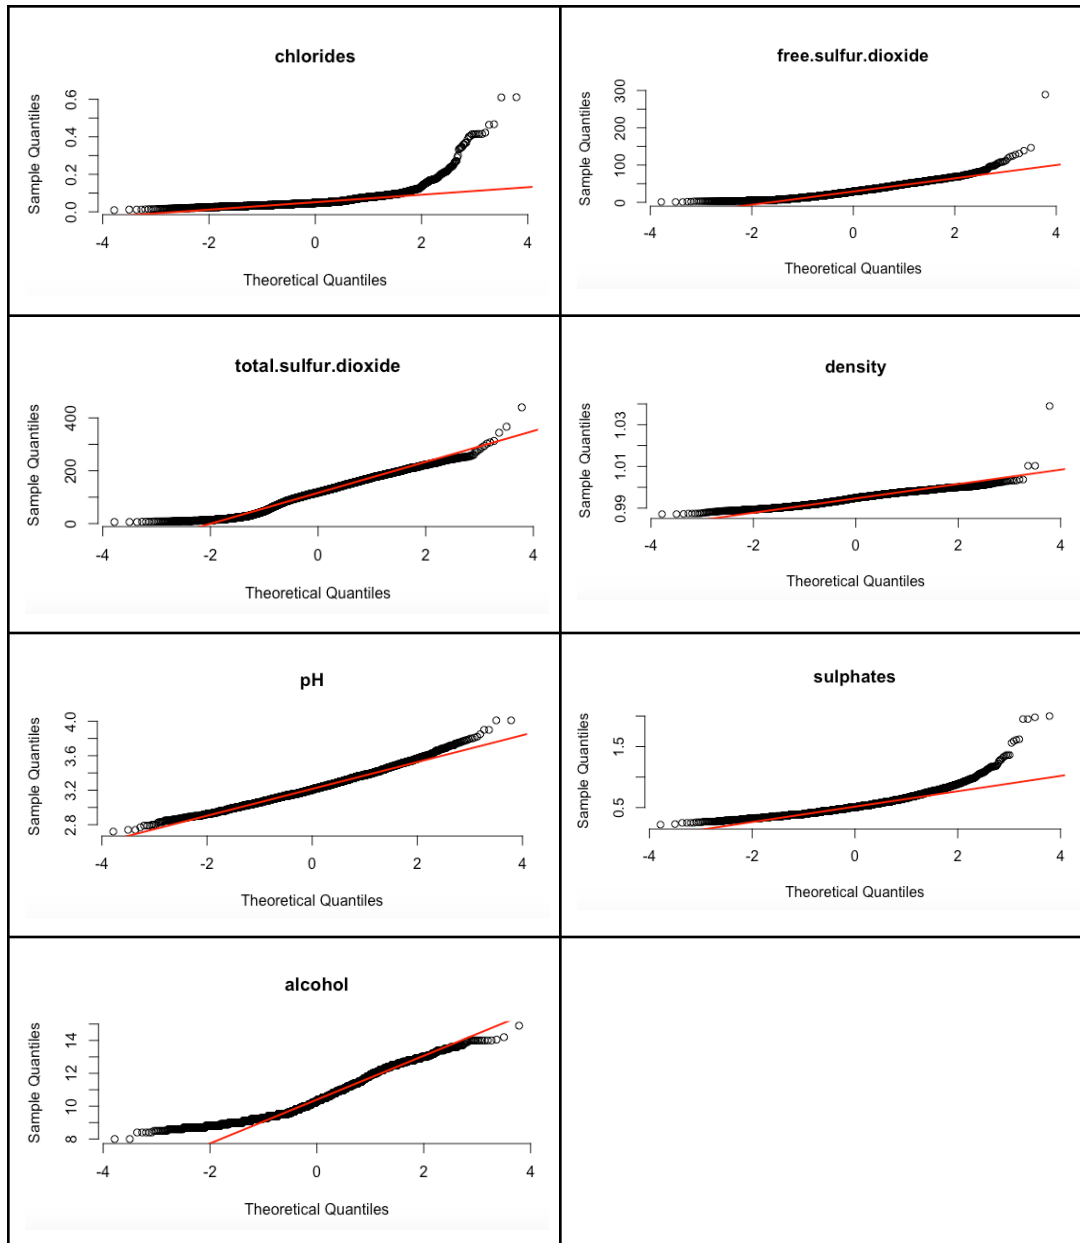 chlorides
Sample Quantiles
0.0 0.2 0.4 0.6
-4 -2 0 2 4
Theoretical Quantiles
free.sulfur.dioxide
Sample Quantiles
0 100 200 300
-4 -2 0 2 4
Theoretical Quantiles
total.sulfur.dioxide
Sample Quantiles
0 200 400
-4 -2 0 2 4
Theoretical Quantiles
density
Sample Quantiles
0.99 1.01 1.03
-4 -2 0 2 4
Theoretical Quantiles
pH
Sample Quantiles
2.8 3.2 3.6 4.0
-4 -2 0 2 4
Theoretical Quantiles
sulphates
Sample Quantiles
0.5 1.5
-4 -2 0 2 4
Theoretical Quantiles
alcohol
Sample Quantiles
8 10 12 14
-4 -2 0 2 4
Theoretical Quantiles